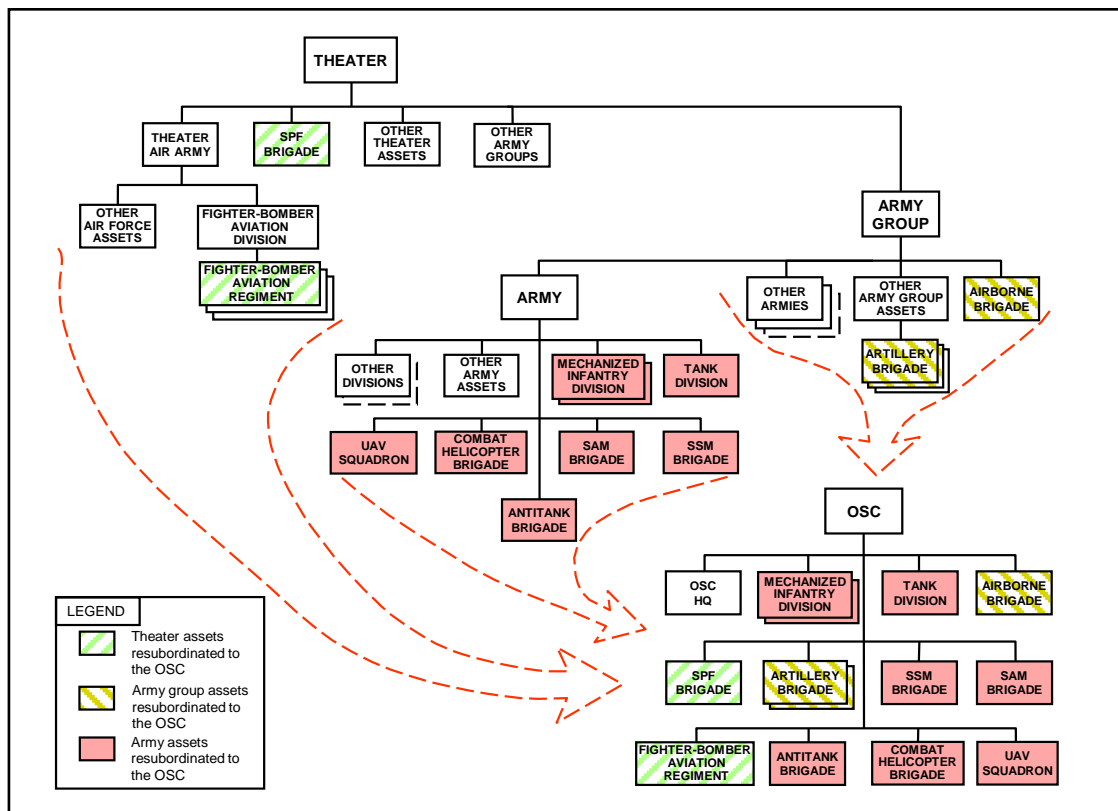 THEATER
THEATER
AIR ARMY
SPF
BRIGADE
OTHER
THEATER
ASSETS
OTHER
ARMY
GROUPS
OTHER
AIR FORCE
ASSETS
FIGHTER-BOMBER
AVIATION
DIVISION
FIGHTER-BOMBER
AVIATION
REGIMENT
ARMY
GROUP
ARMY
OTHER
ARMIES
OTHER
ARMY GROUP
ASSETS
AIRBORNE
BRIGADE
ARTILLERY
BRIGADE
OTHER
DIVISIONS
OTHER
ARMY
ASSETS
MECHANIZED
INFANTRY
DIVISION
TANK
DIVISION
UAV
SQUADRON
COMBAT
HELICOPTER
BRIGADE
SAM
BRIGADE
SSM
BRIGADE
ANTITANK
BRIGADE
OSC
OSC
HQ
MECHANIZED
INFANTRY
DIVISION
TANK
DIVISION
AIRBORNE
BRIGADE
SPF
BRIGADE
ARTILLERY
BRIGADE
SSM
BRIGADE
SAM
BRIGADE
FIGHTER-BOMBER
AVIATION
REGIMENT
ANTITANK
BRIGADE
COMBAT
HELICOPTER
BRIGADE
UAV
SQUADRON
LEGEND
Theater assets
resubordinated to
the OSC
Army group assets
resubordinated to
the OSC
Army assets
resubordinated to
the OSC